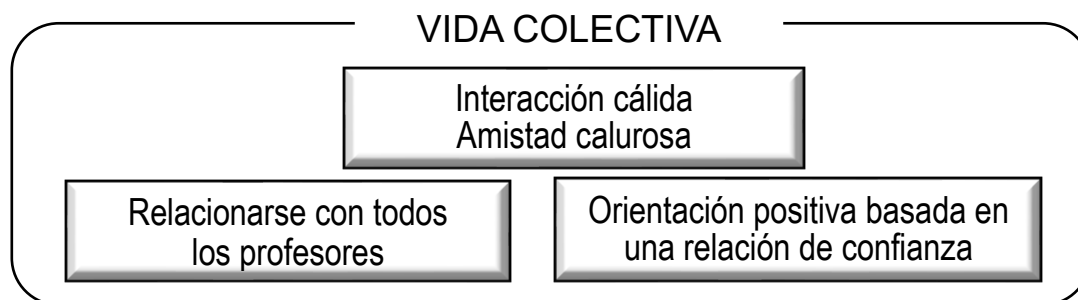 VIDA COLECTIVA
Interacción cálida
Amistad calurosa
Relacionarse con todos
los profesores
Orientación positiva basada en
una relación de confianza